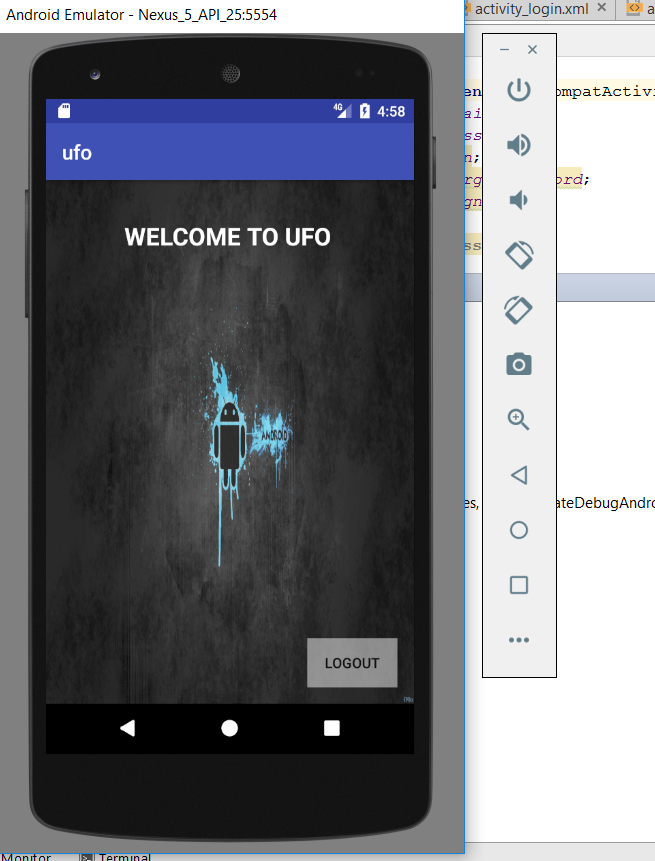 Android Emulator - Nexus_5_API_25:5554
activity_login.xml
4G 4:58
ufo
WELCOME TO UFO
ANDROID
LOGOUT
ompatActivi
ord;
es,
ateDebugAndro
Monitor
Terminal